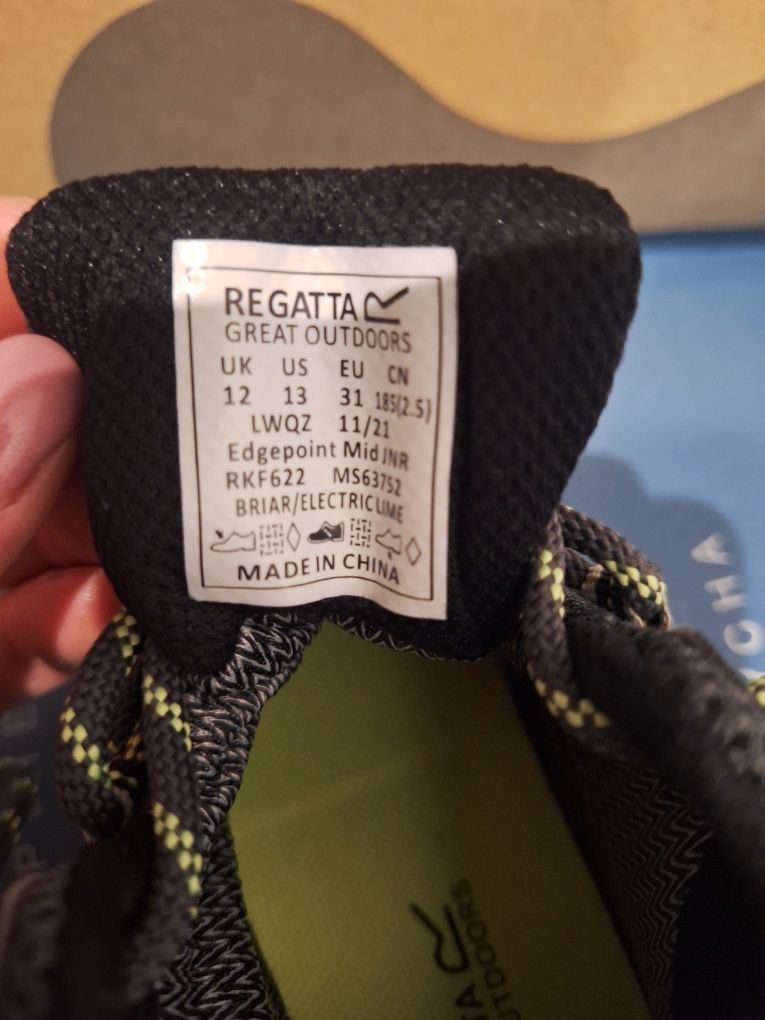 REGATTA
GREAT OUTDOORS
UK US EU CN
12 13 31 185(2.5)
LWQZ 11/21
Edgepoint Mid JNR
RKF622 MS63752
BRIAR/ELECTRIC LIME
MADE IN CHINA